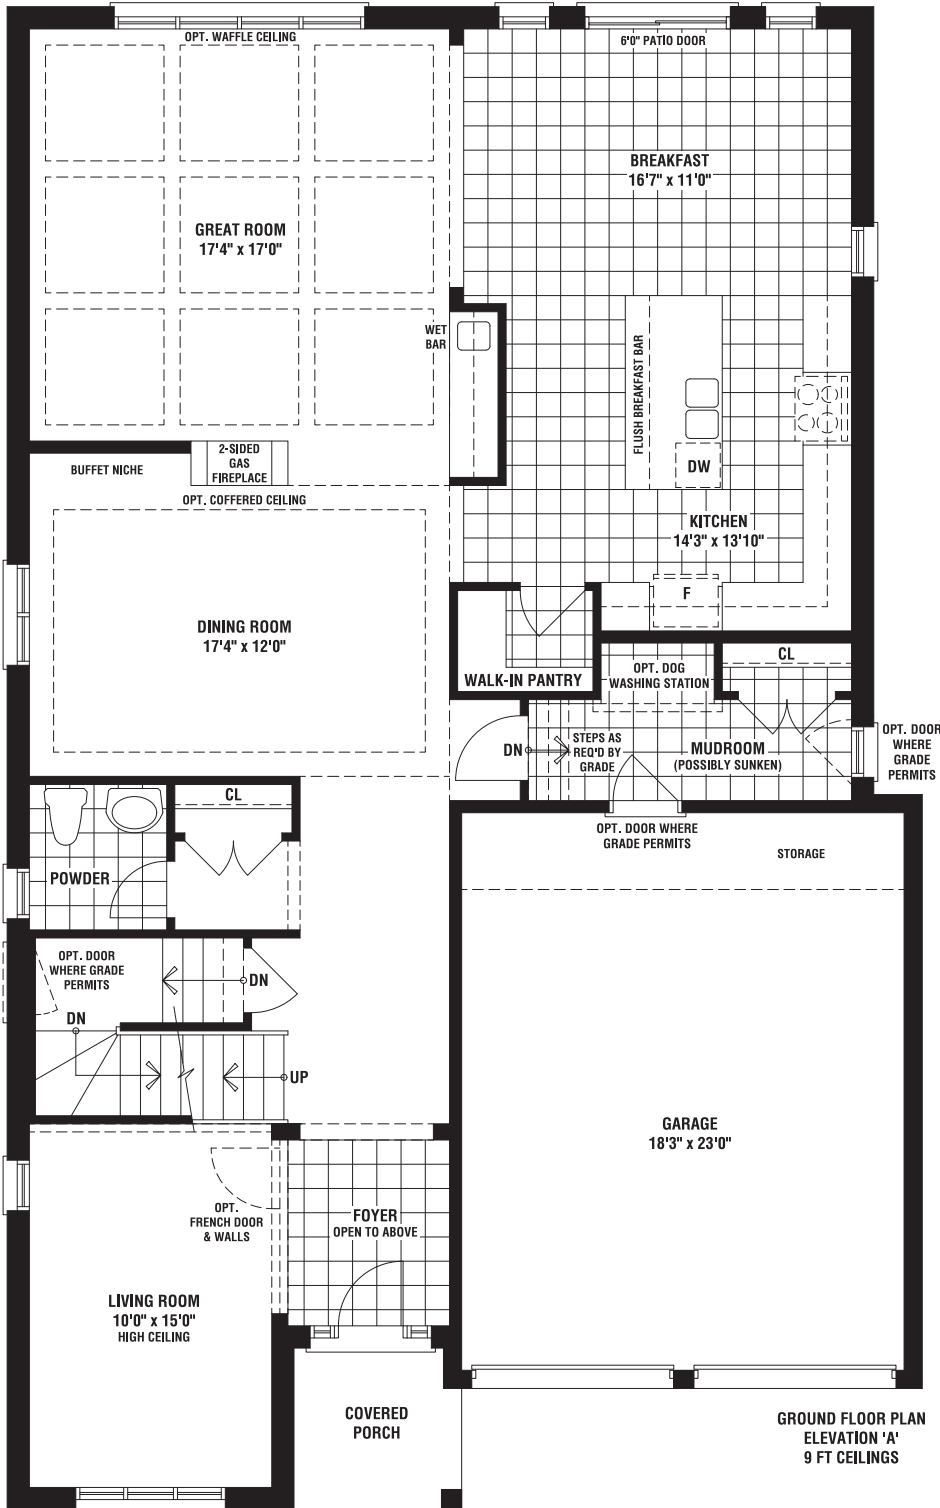 OPT. WAFFLE CEILING
6'0" PATIO DOOR
BREAKFAST
16'7" x 11'0"
GREAT ROOM
17'4" x 17'0"
WET
BAR
FLUSH BREAKFAST BAR
DW
2-SIDED
GAS
FIREPLACE
BUFFET NICHE
OPT. COFFERED CEILING
KITCHEN
14'3" x 13'10"
F
DINING ROOM
17'4" x 12'0"
WALK-IN PANTRY
OPT. DOG
WASHING STATION
CL
DN
STEPS AS
REQ'D BY
GRADE
MUDROOM
(POSSIBLY SUNKEN)
OPT. DOOR
WHERE
GRADE
PERMITS
CL
POWDER
OPT. DOOR WHERE
GRADE PERMITS
STORAGE
OPT. DOOR
WHERE GRADE
PERMITS
DN
DN
UP
GARAGE
18'3" x 23'0"
OPT.
FRENCH DOOR
& WALLS
FOYER
OPEN TO ABOVE
LIVING ROOM
10'0" x 15'0"
HIGH CEILING
COVERED
PORCH
GROUND FLOOR PLAN
ELEVATION 'A'
9 FT CEILINGS